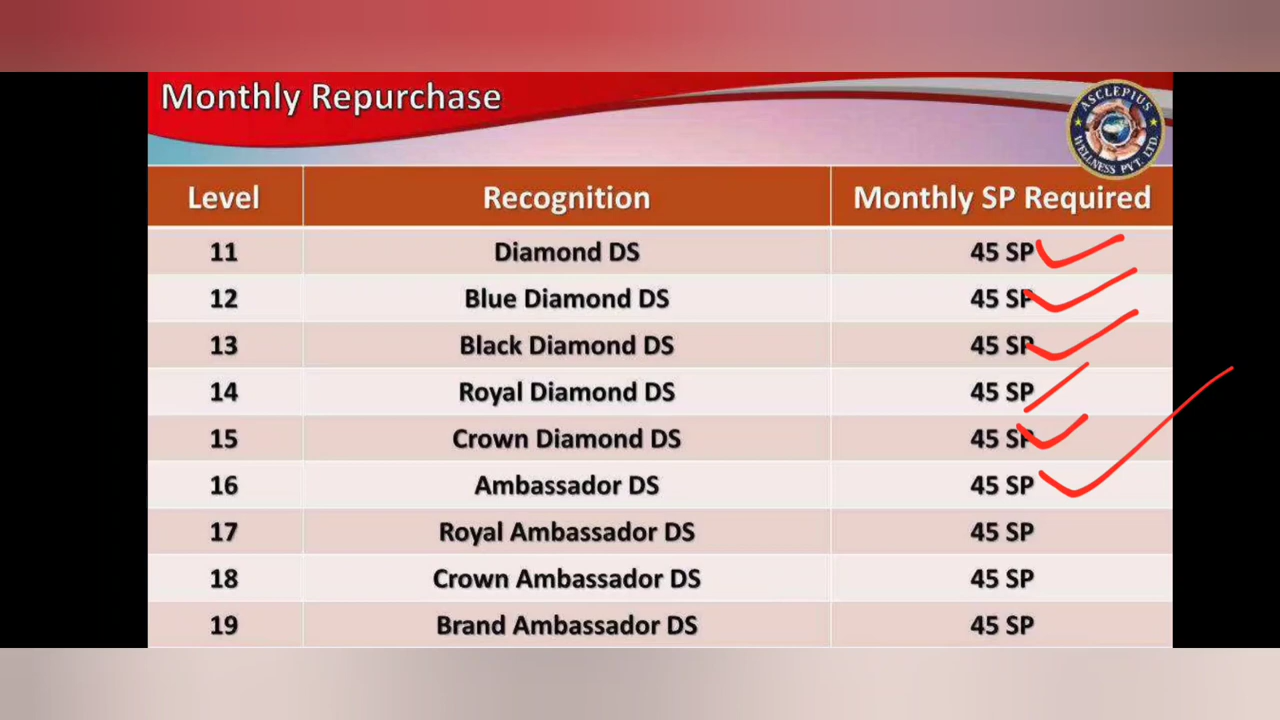 Monthly Repurchase
ASCLEPIUS
WELLNESS PVT. LTD.
Level Recognition Monthly SP Required
11 Diamond DS 45 SP
12 Blue Diamond DS 45 SP
13 Black Diamond DS 45 SP
14 Royal Diamond DS 45 SP
15 Crown Diamond DS 45 SP
16 Ambassador DS 45 SP
17 Royal Ambassador DS 45 SP
18 Crown Ambassador DS 45 SP
19 Brand Ambassador DS 45 SP